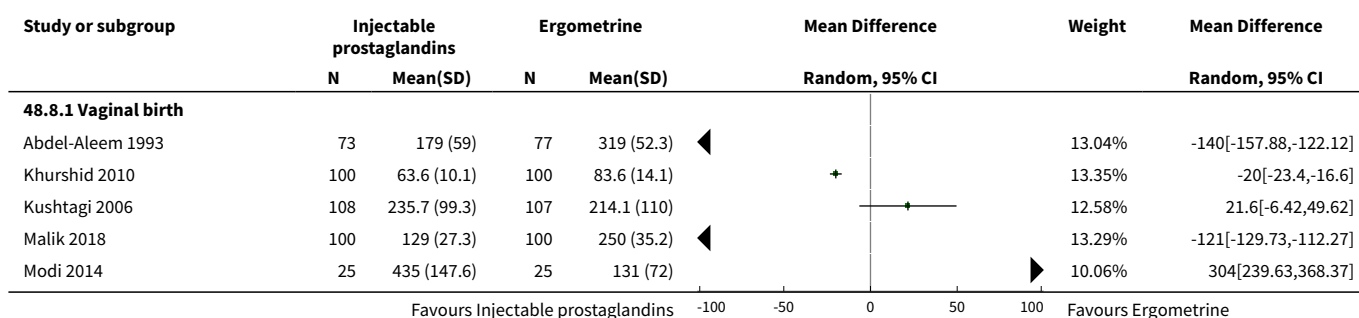 Study or subgroup Injectable prostaglandins Ergometrine Mean Difference Weight Mean Difference
N Mean(SD) N Mean(SD) Random, 95% CI Random, 95% CI
48.8.1 Vaginal birth
Abdel-Aleem 1993 73 179 (59) 77 319 (52.3) 13.04% -140[-157.88,-122.12]
Khurshid 2010 100 63.6 (10.1) 100 83.6 (14.1) 13.35% -20[-23.4,-16.6]
Kushtagi 2006 108 235.7 (99.3) 107 214.1 (110) 12.58% 21.6[-6.42,49.62]
Malik 2018 100 129 (27.3) 100 250 (35.2) 13.29% -121[-129.73,-112.27]
Modi 2014 25 435 (147.6) 25 131 (72) 10.06% 304[239.63,368.37]
Favours Injectable prostaglandins -100 -50 0 50 100 Favours Ergometrine